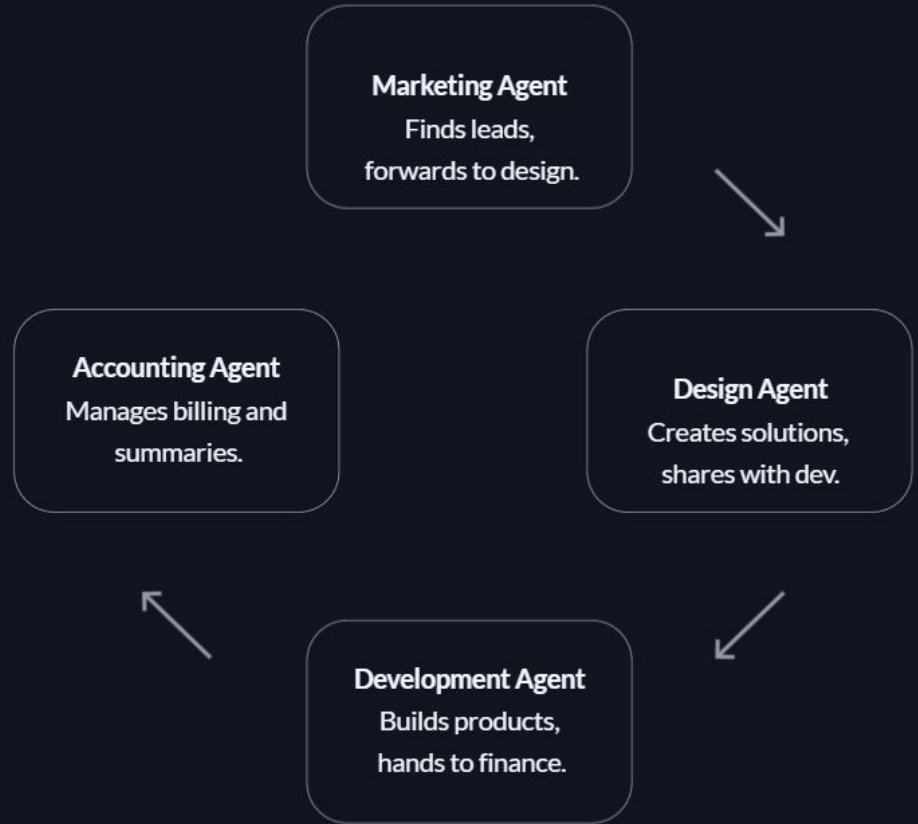 Marketing Agent
Finds leads,
forwards to design.
Accounting Agent
Manages billing and
summaries.
Design Agent
Creates solutions,
shares with dev.
Development Agent
Builds products,
hands to finance.